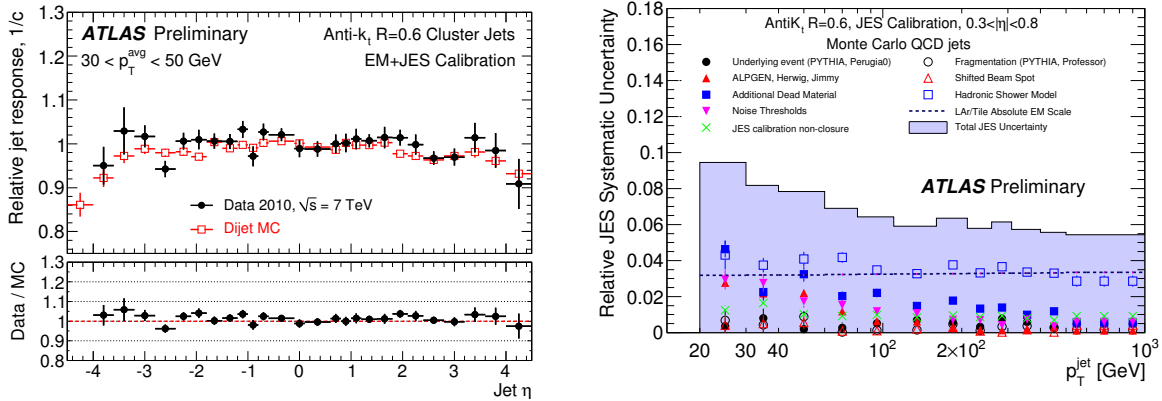 ATLAS Preliminary
Anti-k_t R=0.6 Cluster Jets
30 < p_T^avg < 50 GeV
EM+JES Calibration
Relative jet response, 1/c
1.3
1.2
1.1
1
0.9
0.8
Data 2010, √s = 7 TeV
Dijet MC
Data / MC
1.3
1.2
1.1
1
0.9
0.8
-4 -3 -2 -1 0 1 2 3 4
Jet η
Relative JES Systematic Uncertainty
0.18
0.16
0.14
0.12
0.1
0.08
0.06
0.04
0.02
0
AntiK_t R=0.6, JES Calibration, 0.3<|η|<0.8
Monte Carlo QCD jets
Underlying event (PYTHIA, Perugia0)
ALPGEN, Herwig, Jimmy
Additional Dead Material
Noise Thresholds
JES calibration non-closure
Fragmentation (PYTHIA, Professor)
Shifted Beam Spot
Hadronic Shower Model
LAr/Tile Absolute EM Scale
Total JES Uncertainty
ATLAS Preliminary
20 30 40 10² 2×10² 10³
p_T^jet [GeV]